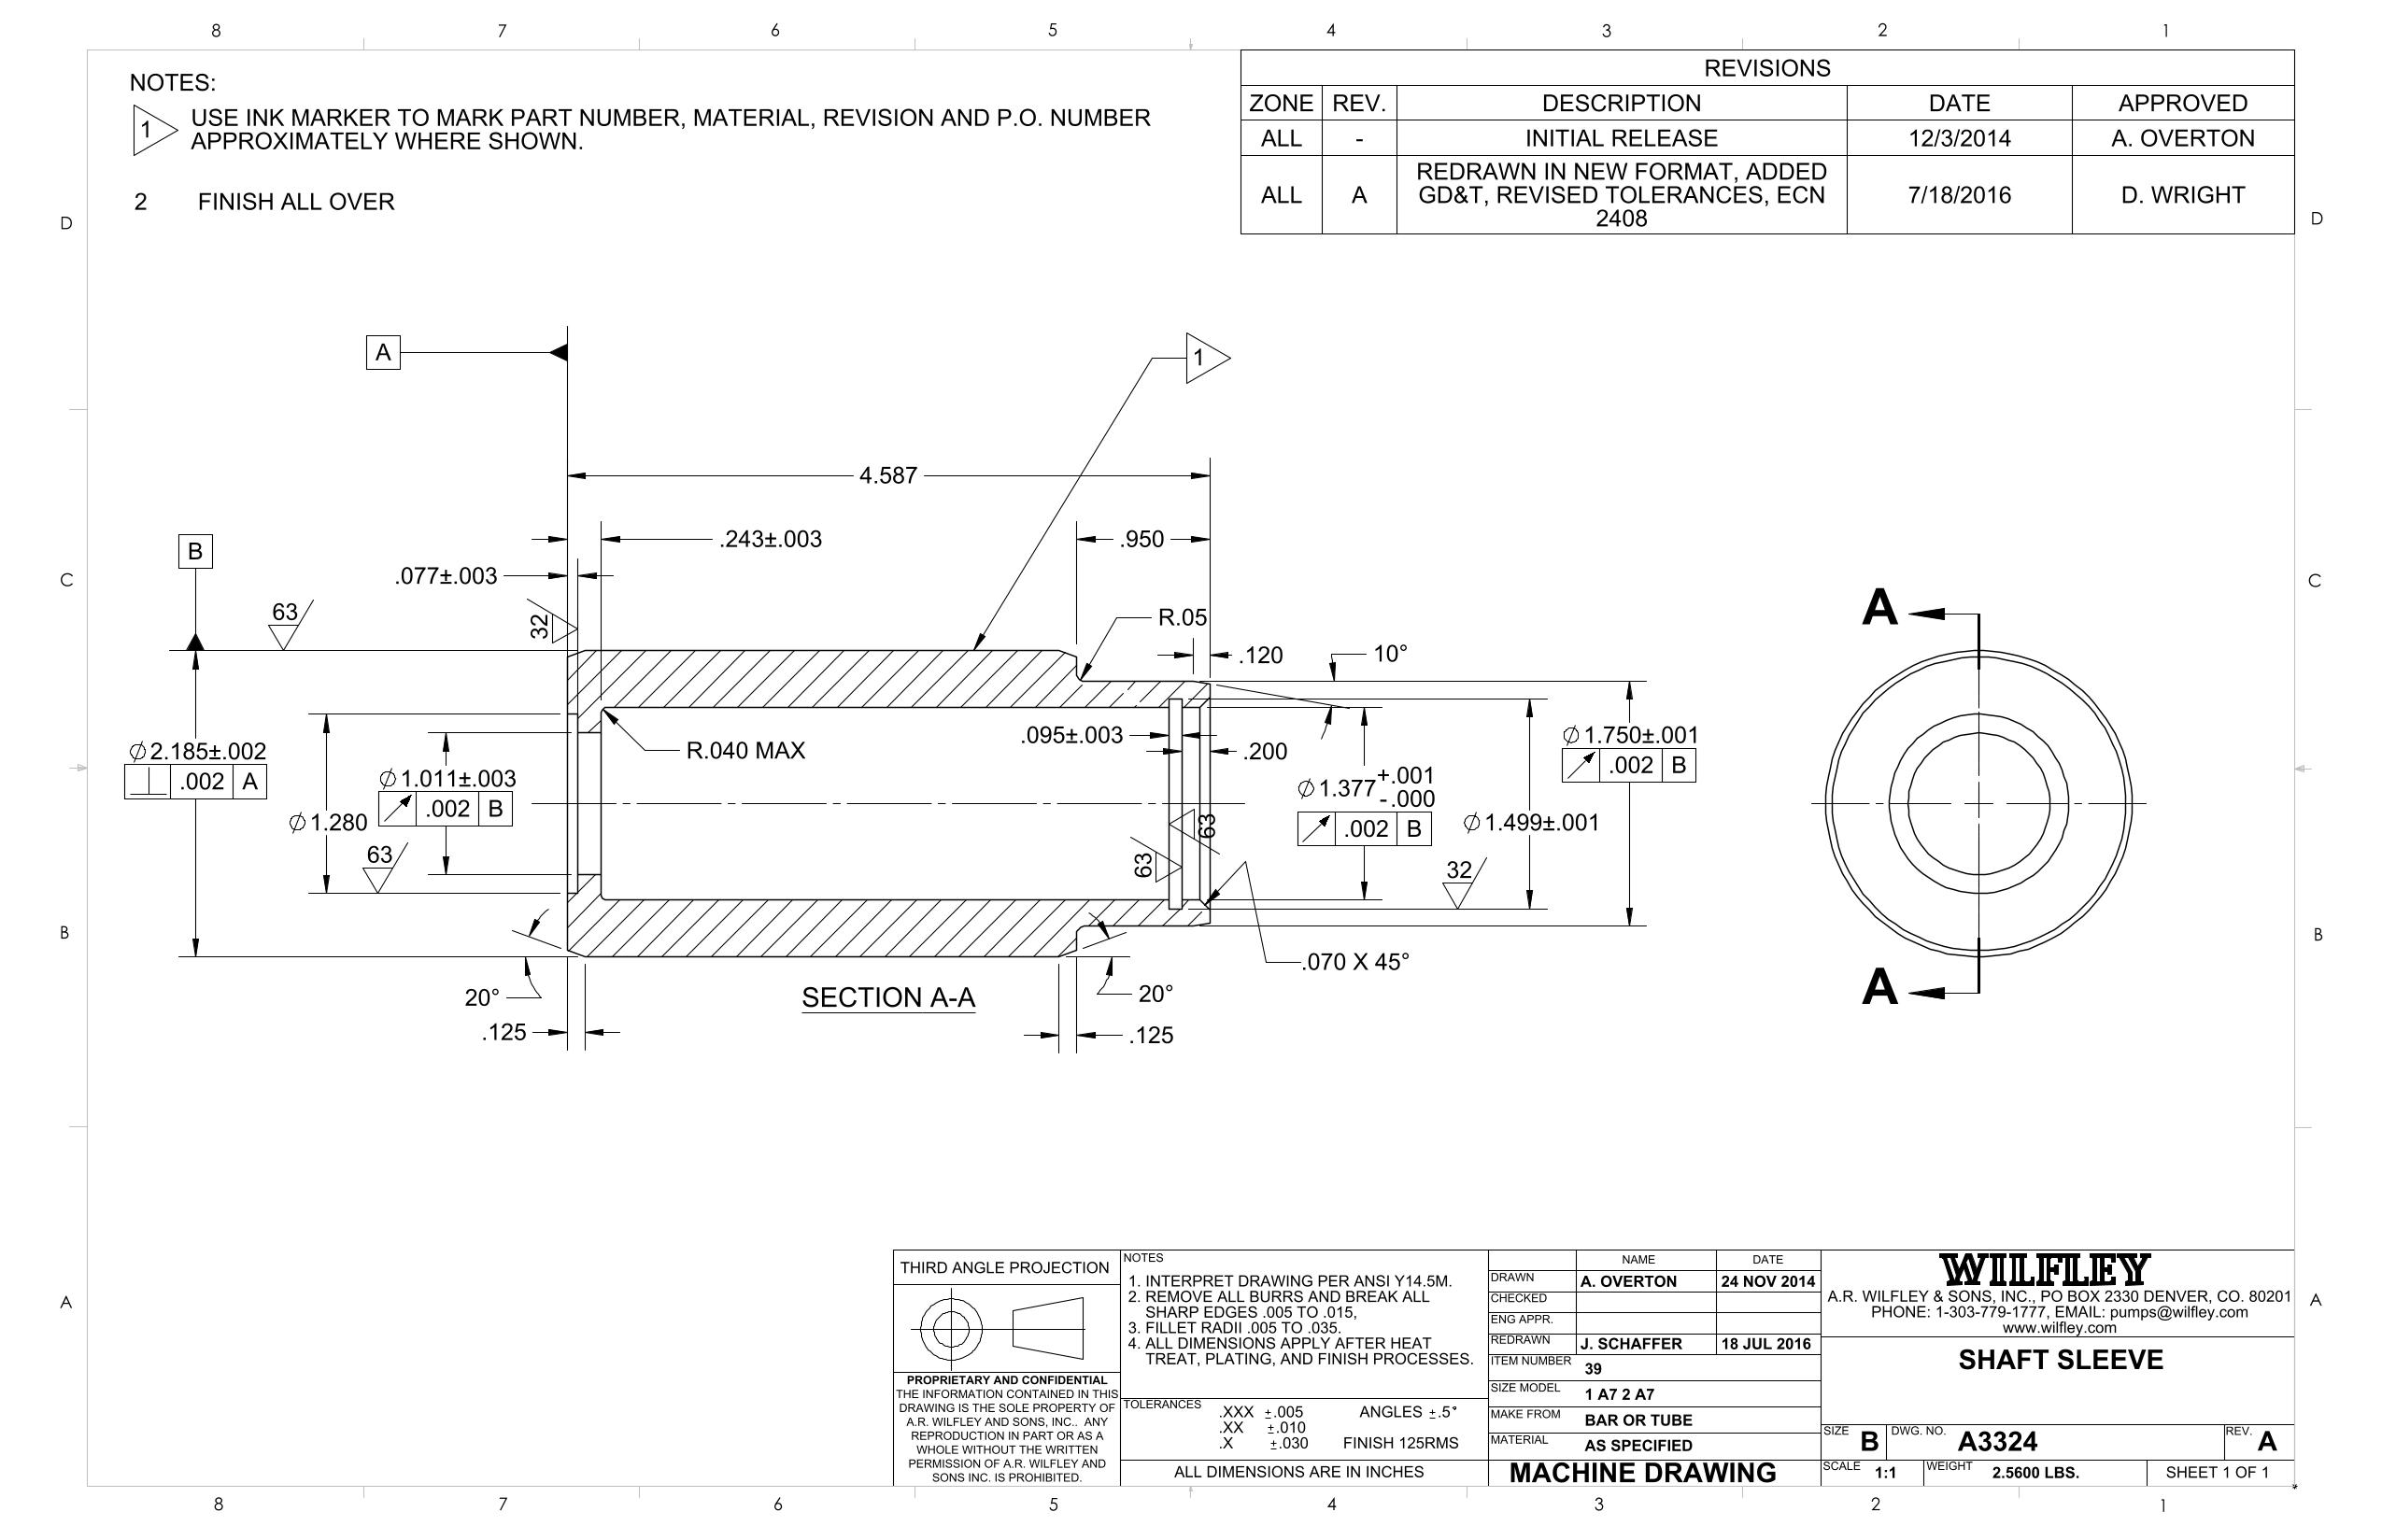 8 7 6 5 4 3 2 1
NOTES:
1 USE INK MARKER TO MARK PART NUMBER, MATERIAL, REVISION AND P.O. NUMBER
APPROXIMATELY WHERE SHOWN.
2 FINISH ALL OVER
REVISIONS
ZONE REV. DESCRIPTION DATE APPROVED
ALL - INITIAL RELEASE 12/3/2014 A. OVERTON
REDRAWN IN NEW FORMAT, ADDED
ALL A GD&T, REVISED TOLERANCES, ECN 7/18/2016 D. WRIGHT
2408
D D
A
1
4.587
.243±.003
.950
B
.077±.003
C C
63
32
R.05
.120
10°
A
⌀2.185±.002
⟂ .002 A
⌀1.280
63
⌀1.011±.003
↗ .002 B
R.040 MAX
.095±.003
.200
⌀1.377 +.001
-.000
↗ .002 B
63
63
⌀1.499±.001
32
⌀1.750±.001
↗ .002 B
B B
.070 X 45°
20°
.125
SECTION A-A
20°
.125
A
A A
THIRD ANGLE PROJECTION
PROPRIETARY AND CONFIDENTIAL
THE INFORMATION CONTAINED IN THIS
DRAWING IS THE SOLE PROPERTY OF
A.R. WILFLEY AND SONS, INC.. ANY
REPRODUCTION IN PART OR AS A
WHOLE WITHOUT THE WRITTEN
PERMISSION OF A.R. WILFLEY AND
SONS INC. IS PROHIBITED.
NOTES
1. INTERPRET DRAWING PER ANSI Y14.5M.
2. REMOVE ALL BURRS AND BREAK ALL
SHARP EDGES .005 TO .015,
3. FILLET RADII .005 TO .035.
4. ALL DIMENSIONS APPLY AFTER HEAT
TREAT, PLATING, AND FINISH PROCESSES.
TOLERANCES
.XXX ±.005 ANGLES ±.5°
.XX ±.010
.X ±.030 FINISH 125RMS
ALL DIMENSIONS ARE IN INCHES
NAME DATE
DRAWN A. OVERTON 24 NOV 2014
CHECKED
ENG APPR.
REDRAWN J. SCHAFFER 18 JUL 2016
ITEM NUMBER 39
SIZE MODEL 1 A7 2 A7
MAKE FROM BAR OR TUBE
MATERIAL AS SPECIFIED
MACHINE DRAWING
WILFLEY
A.R. WILFLEY & SONS, INC., PO BOX 2330 DENVER, CO. 80201
PHONE: 1-303-779-1777, EMAIL: pumps@wilfley.com
www.wilfley.com
SHAFT SLEEVE
SIZE B DWG. NO. A3324 REV. A
SCALE 1:1 WEIGHT 2.5600 LBS. SHEET 1 OF 1
8 7 6 5 4 3 2 1